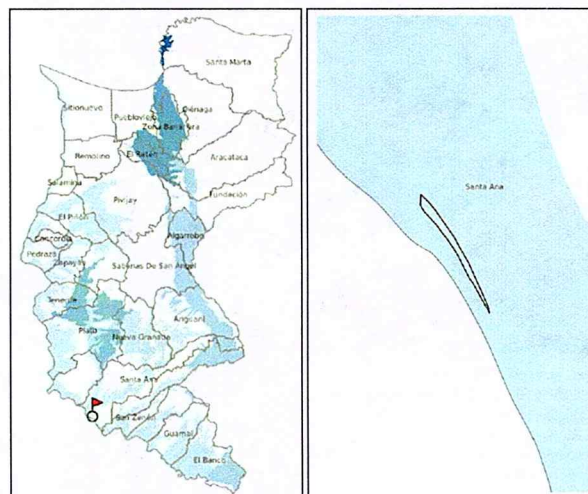 Santa Marta
Sitionuevo
Puebloviejo
Ciénaga
Zona Bananera
Remolino
El Retén
Aracataca
Salamina
Fundación
Pivijay
El Piñón
Algarrobo
Concordia
Pedraza
Zapayán
Sabanas De San Angel
Tenerife
Ariguaní
Plato
Nueva Granada
Santa Ana
San Zenón
Guamal
El Banco
Santa Ana